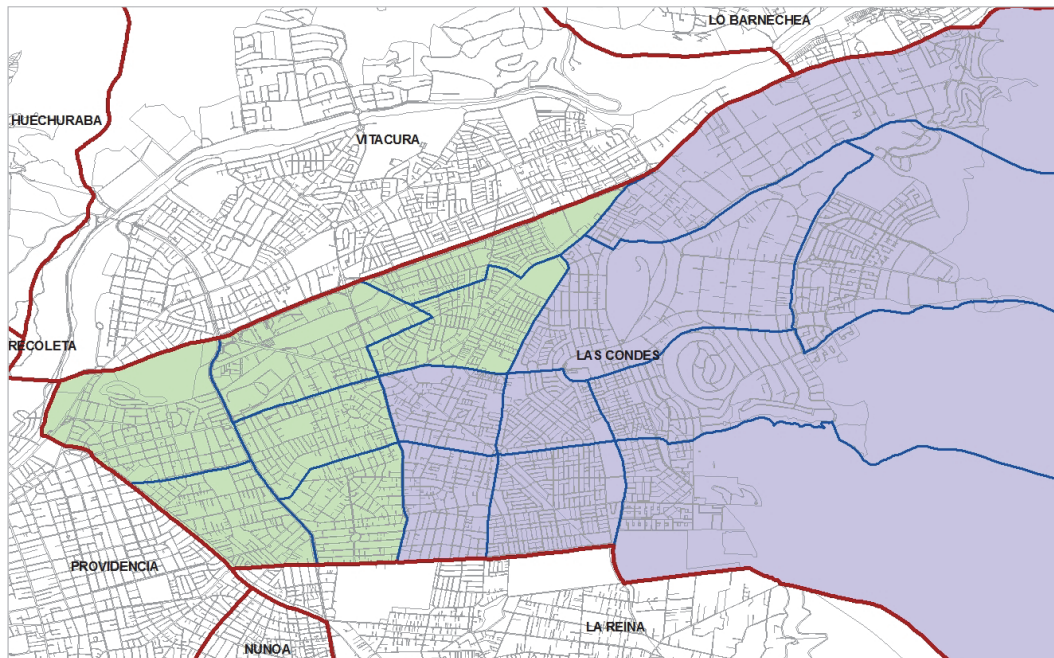 LO BARNECHEA
HUECHURABA
VITACURA
RECOLETA
LAS CONDES
PROVIDENCIA
LA REINA
NUNOA